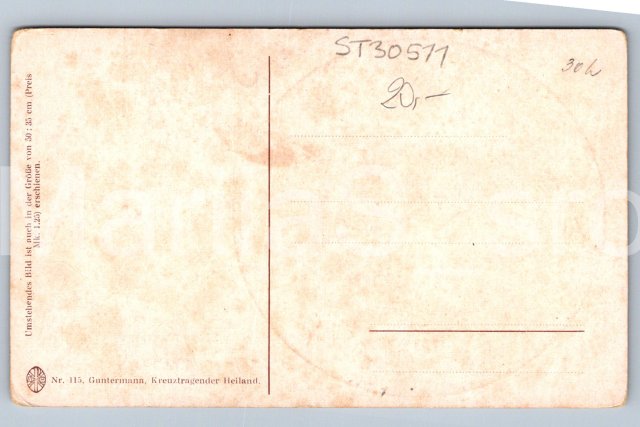 ST30511
30h
20,-
Umstehendes Bild ist auch in der Größe von 50:35 cm (Preis
Mk. 1,25) erschienen.
Nr. 115. Guntermann, Kreuztragender Heiland.